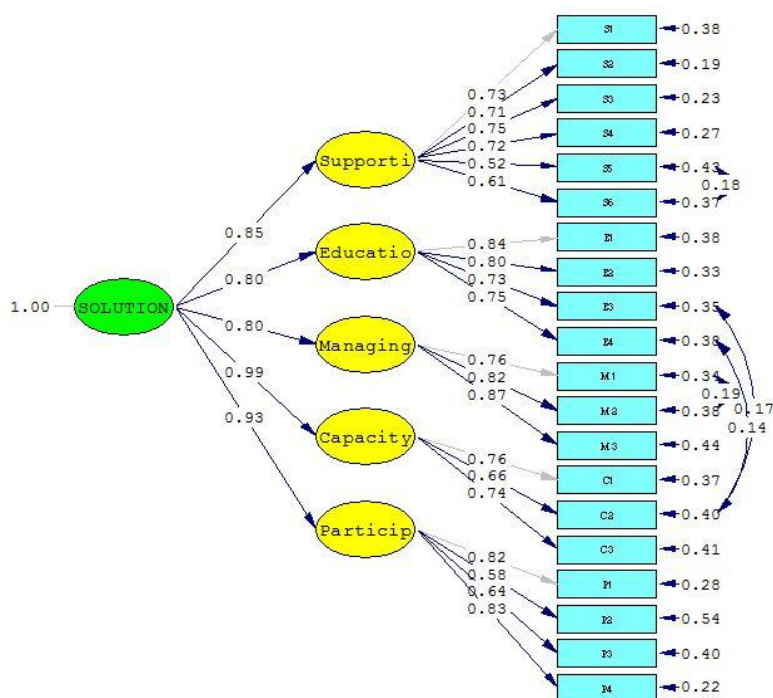 S1 0.38
S2 0.19
0.73
S3 0.23
0.71
0.75
S4 0.27
0.72
Supporti
0.52
S5 0.43
0.61
0.18
S6 0.37
0.85
E1 0.38
0.84
Educatio
0.80
E2 0.33
0.80
0.73
1.00 SOLUTION
0.75
E3 0.35
0.80
E4 0.38
Managing
0.76
M1 0.34
0.99
0.82
0.19
0.87
M2 0.38
0.17
0.93
0.14
M3 0.44
Capacity
0.76
C1 0.37
0.66
0.74
C2 0.40
Particip
C3 0.41
0.82
P1 0.28
0.58
0.64
P2 0.54
0.83
P3 0.40
P4 0.22